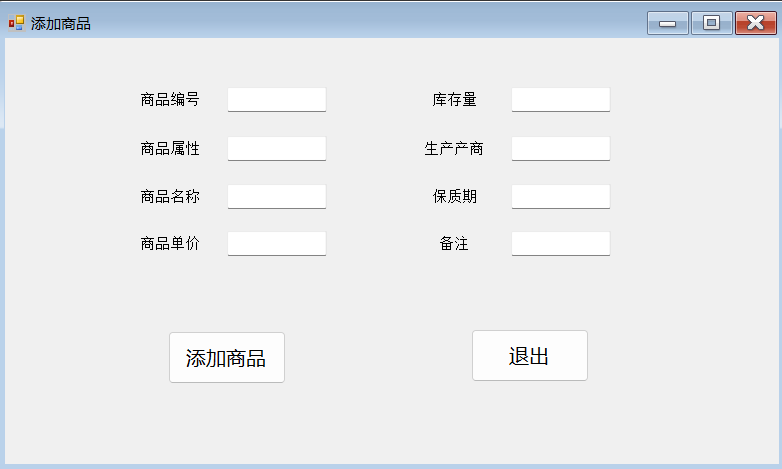 添加商品
商品编号 库存量
商品属性 生产产商
商品名称 保质期
商品单价 备注
添加商品 退出